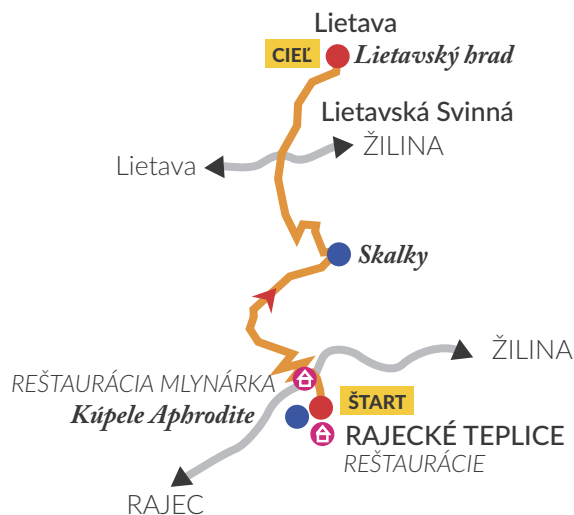 Lietava
CIEĽ
Lietavský hrad
Lietavská Svinná
ŽILINA
Lietava
Skalky
ŽILINA
REŠTAURÁCIA MLYNÁRKA
ŠTART
Kúpele Aphrodite
RAJECKÉ TEPLICE
REŠTAURÁCIE
RAJEC